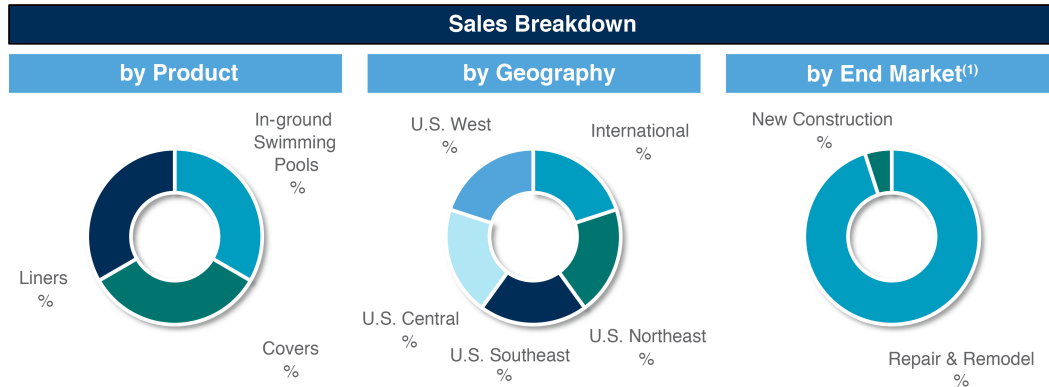 Sales Breakdown
by Product
by Geography
by End Market(1)
In-ground
Swimming
Pools
%
Liners
%
Covers
%
U.S. West
%
International
%
U.S. Central
%
U.S. Southeast
%
U.S. Northeast
%
New Construction
%
Repair & Remodel
%